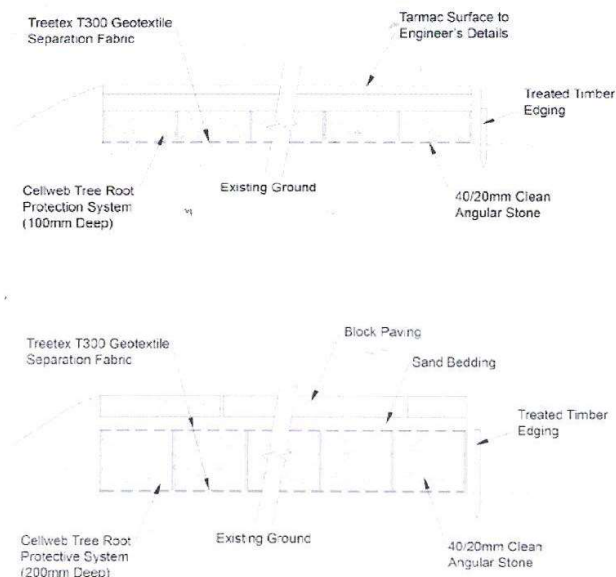 Treetex T300 Geotextile
Separation Fabric
Tarmac Surface to
Engineer's Details
Treated Timber
Edging
Cellweb Tree Root
Protection System
(100mm Deep)
Existing Ground
40/20mm Clean
Angular Stone
Block Paving
Treetex T300 Geotextile
Separation Fabric
Sand Bedding
Treated Timber
Edging
Cellweb Tree Root
Protective System
(200mm Deep)
Existing Ground
40/20mm Clean
Angular Stone